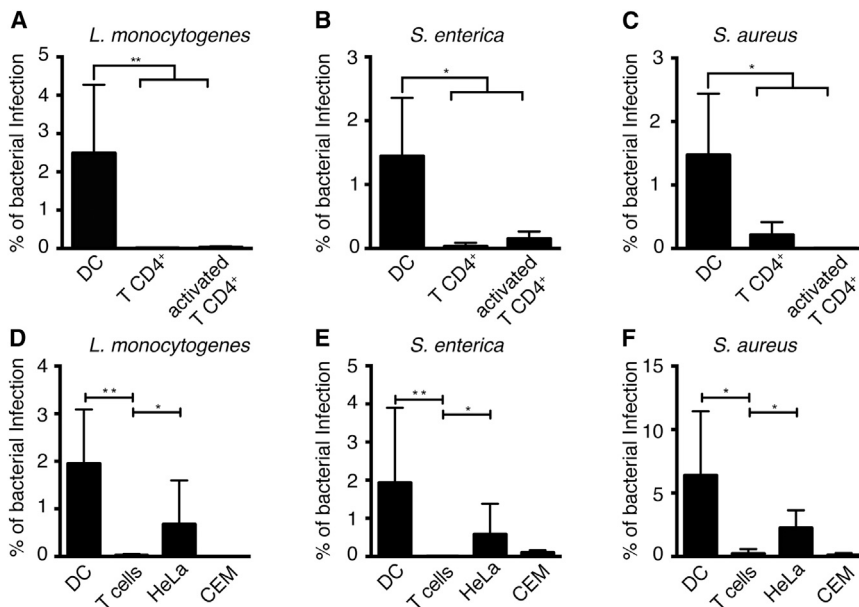 A
L. monocytogenes
% of bacterial Infection
5
4
3
2
1
0
**
DC
T CD4+
activated
T CD4+
B
S. enterica
% of bacterial Infection
3
2
1
0
*
DC
T CD4+
activated
T CD4+
C
S. aureus
% of bacterial Infection
3
2
1
0
*
DC
T CD4+
activated
T CD4+
D
L. monocytogenes
% of bacterial Infection
4
3
2
1
0
**
*
DC
T cells
HeLa
CEM
E
S. enterica
% of bacterial Infection
5
4
3
2
1
0
**
*
DC
T cells
HeLa
CEM
F
S. aureus
% of bacterial Infection
15
10
5
0
*
*
DC
T cells
HeLa
CEM